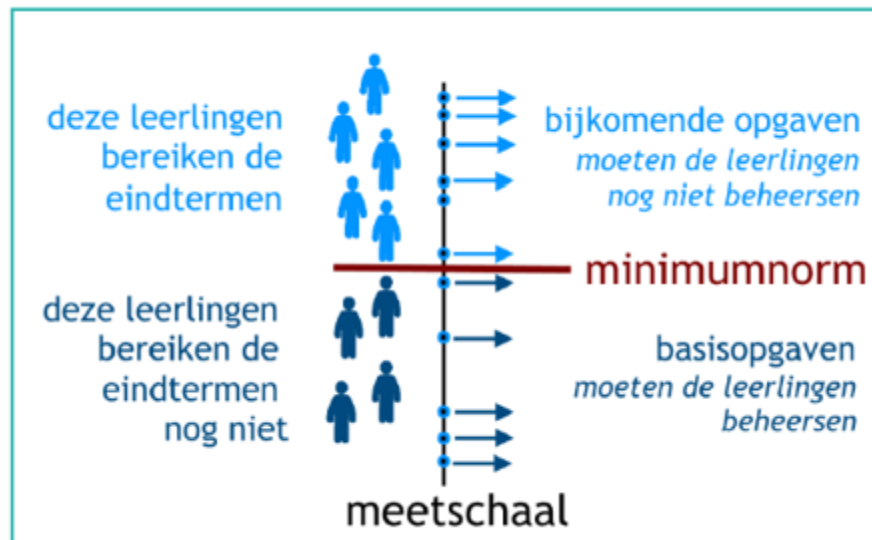 deze leerlingen
bereiken de
eindtermen
bijkomende opgaven
moeten de leerlingen
nog niet beheersen
minimumnorm
deze leerlingen
bereiken de
eindtermen
nog niet
basisopgaven
moeten de leerlingen
beheersen
meetschaal